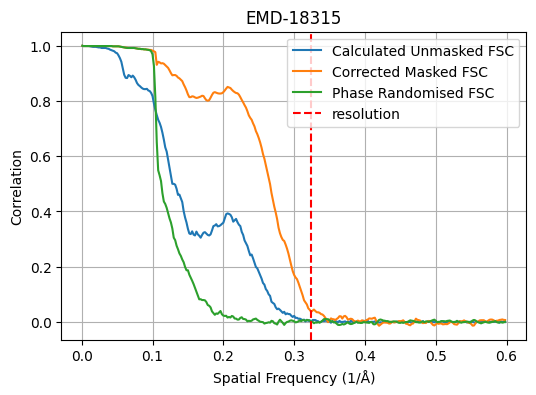 EMD-18315
Calculated Unmasked FSC
Corrected Masked FSC
Phase Randomised FSC
resolution
Correlation
1.0
0.8
0.6
0.4
0.2
0.0
0.0 0.1 0.2 0.3 0.4 0.5 0.6
Spatial Frequency (1/Å)